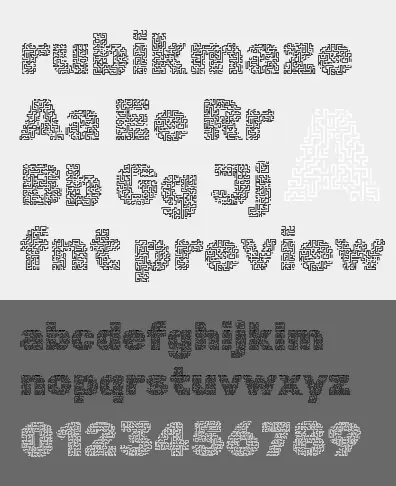 rubikmaze
Aa Ee Rr
A
Bb Gg Jj
fnt preview
abcdefghijklm
nopqrstuvwxyz
0123456789